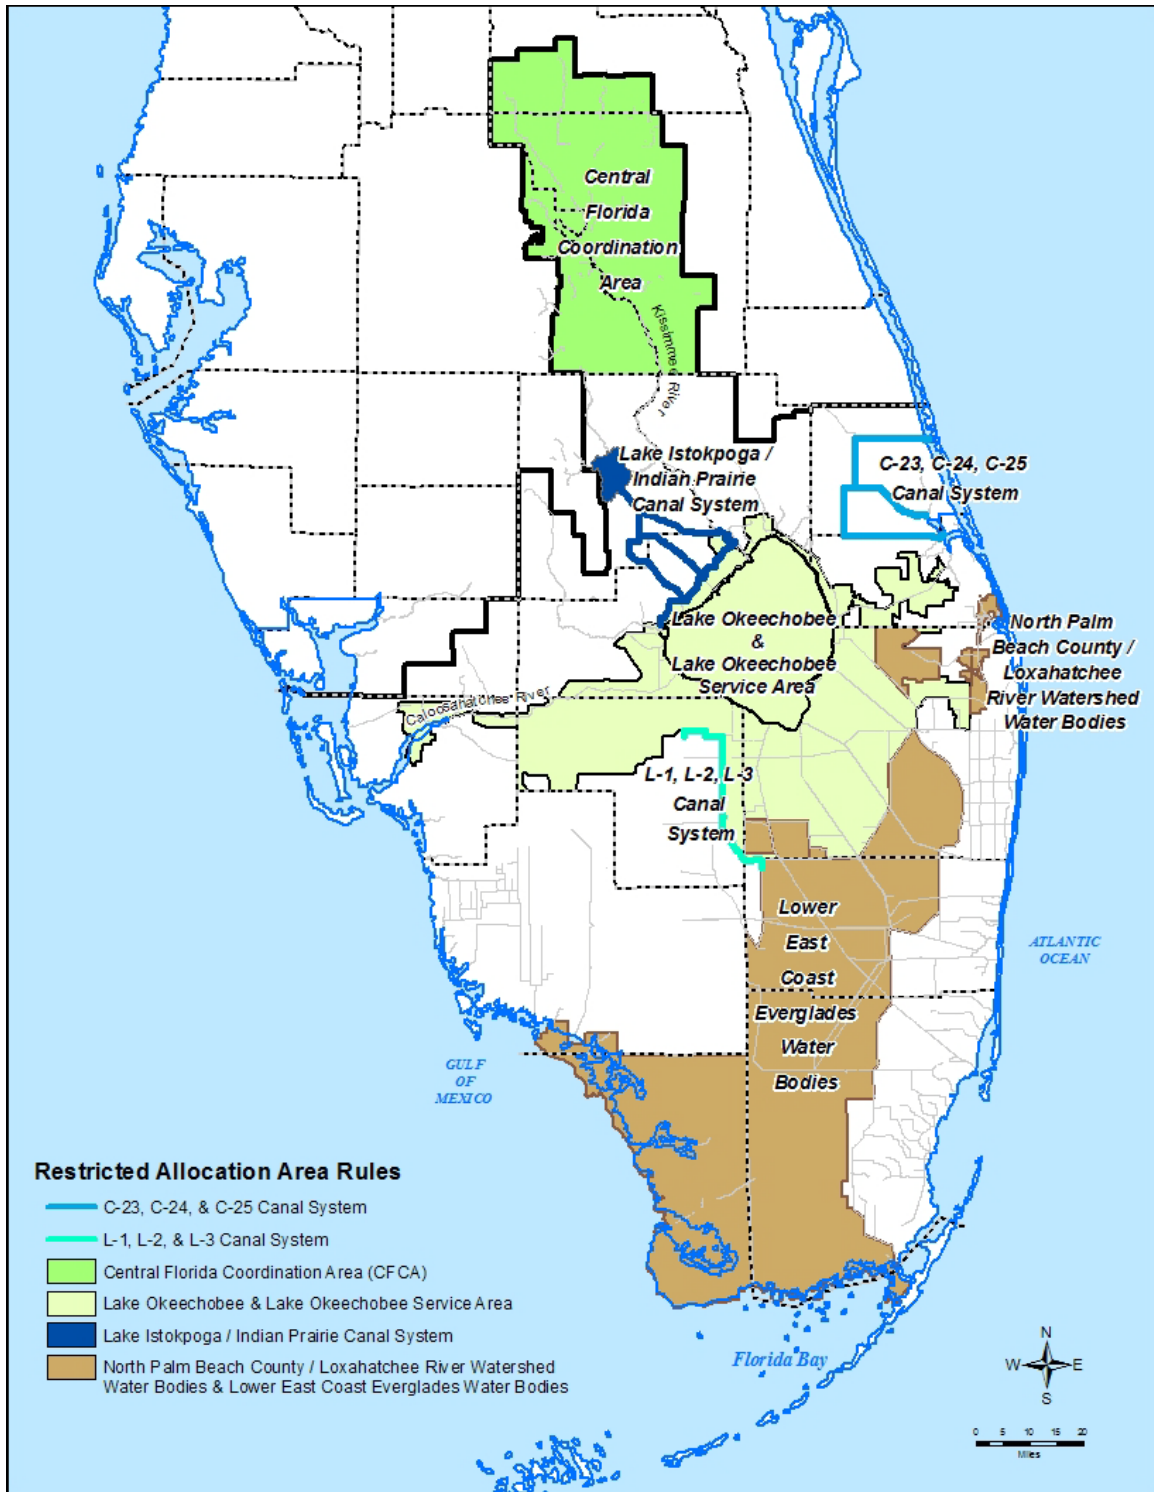 Central
Florida
Coordination
Area
Kissimmee River
Lake Istokpoga /
Indian Prairie
Canal System
C-23, C-24, C-25
Canal System
Lake Okeechobee
&
Lake Okeechobee
Service Area
North Palm
Beach County /
Loxahatchee
River Watershed
Water Bodies
Caloosahatchee River
L-1, L-2, L-3
Canal
System
Lower
East
Coast
Everglades
Water
Bodies
ATLANTIC
OCEAN
GULF
OF
MEXICO
Florida Bay
Restricted Allocation Area Rules
C-23, C-24, & C-25 Canal System
L-1, L-2, & L-3 Canal System
Central Florida Coordination Area (CFCA)
Lake Okeechobee & Lake Okeechobee Service Area
Lake Istokpoga / Indian Prairie Canal System
North Palm Beach County / Loxahatchee River Watershed
Water Bodies & Lower East Coast Everglades Water Bodies
N
W E
S
0 5 10 15 20
Miles